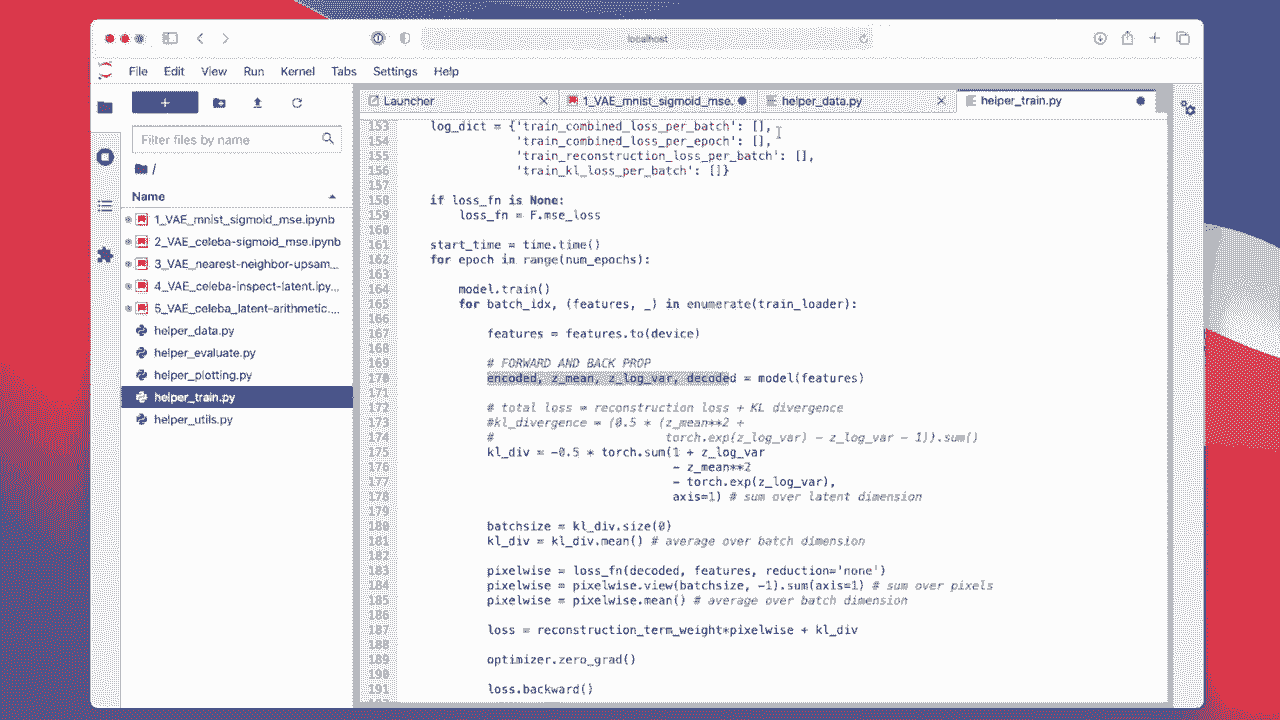 localhost
File Edit View Run Kernel Tabs Settings Help
+
Launcher
1_VAE_mnist_sigmoid_mse.
helper_data.py
helper_train.py
Filter files by name
/
Name
1_VAE_mnist_sigmoid_mse.ipynb
2_VAE_celeba-sigmoid_mse.ipynb
3_VAE_nearest-neighbor-upsam...
4_VAE_celeba-inspect-latent.ipy...
5_VAE_celeba_latent-arithmetic....
helper_data.py
helper_evaluate.py
helper_plotting.py
helper_train.py
helper_utils.py
153 log_dict = {'train_combined_loss_per_batch': [],
154 'train_combined_loss_per_epoch': [],
155 'train_reconstruction_loss_per_batch': [],
156 'train_kl_loss_per_batch': []}
157
158 if loss_fn is None:
159 loss_fn = F.mse_loss
160
161 start_time = time.time()
162 for epoch in range(num_epochs):
163
164 model.train()
165 for batch_idx, (features, _) in enumerate(train_loader):
166
167 features = features.to(device)
168
169 # FORWARD AND BACK PROP
170 encoded, z_mean, z_log_var, decoded = model(features)
171
172 # total loss = reconstruction loss + KL divergence
173 #kl_divergence = (0.5 * (z_mean**2 +
174 # torch.exp(z_log_var) - z_log_var - 1)).sum()
175 kl_div = -0.5 * torch.sum(1 + z_log_var
176 - z_mean**2
177 - torch.exp(z_log_var),
178 axis=1) # sum over latent dimension
179
180 batchsize = kl_div.size(0)
181 kl_div = kl_div.mean() # average over batch dimension
182
183 pixelwise = loss_fn(decoded, features, reduction='none')
184 pixelwise = pixelwise.view(batchsize, -1).sum(axis=1) # sum over pixels
185 pixelwise = pixelwise.mean() # average over batch dimension
186
187 loss = reconstruction_term_weight*pixelwise + kl_div
188
189 optimizer.zero_grad()
190
191 loss.backward()